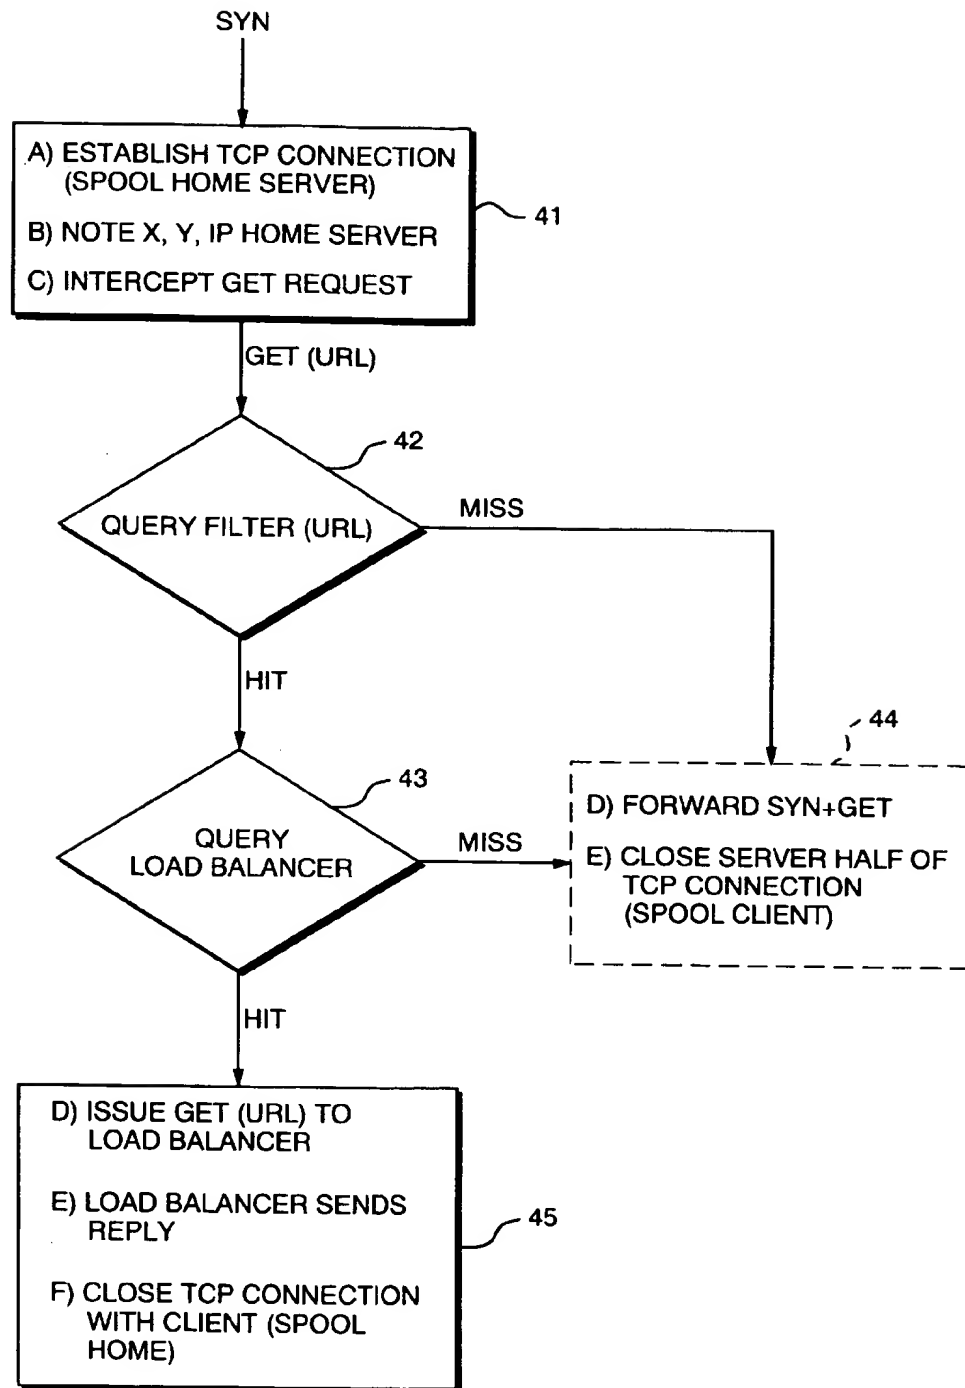 SYN
A) ESTABLISH TCP CONNECTION
(SPOOL HOME SERVER)
B) NOTE X, Y, IP HOME SERVER
C) INTERCEPT GET REQUEST
41
GET (URL)
42
QUERY FILTER (URL)
MISS
HIT
44
43
QUERY
LOAD BALANCER
MISS
D) FORWARD SYN+GET
E) CLOSE SERVER HALF OF
TCP CONNECTION
(SPOOL CLIENT)
HIT
D) ISSUE GET (URL) TO
LOAD BALANCER
E) LOAD BALANCER SENDS
REPLY
45
F) CLOSE TCP CONNECTION
WITH CLIENT (SPOOL
HOME)